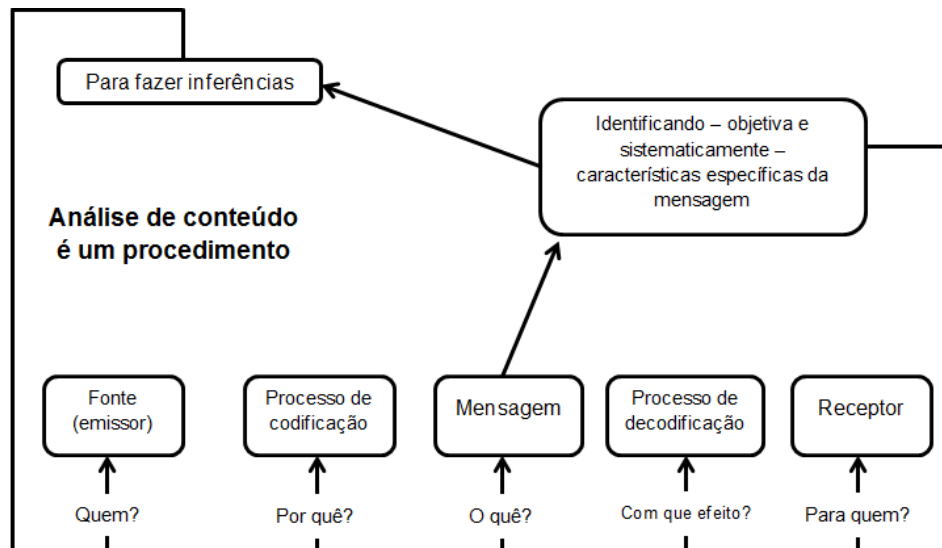 Para fazer inferências
Identificando – objetiva e
sistematicamente –
características específicas da
mensagem
Análise de conteúdo
é um procedimento
Fonte
(emissor)
Processo de
codificação
Mensagem
Processo de
decodificação
Receptor
Quem?
Por quê?
O quê?
Com que efeito?
Para quem?